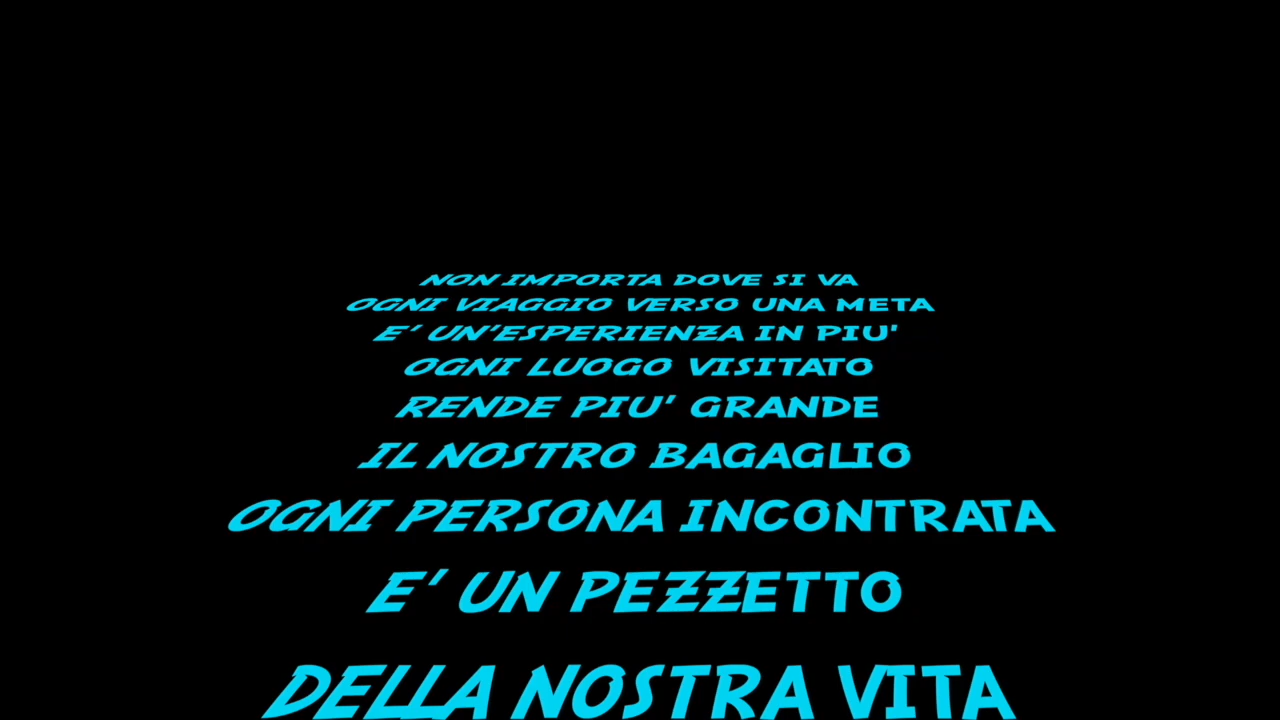 NON IMPORTA DOVE SI VA
OGNI VIAGGIO VERSO UNA META
E' UN'ESPERIENZA IN PIU'
OGNI LUOGO VISITATO
RENDE PIU' GRANDE
IL NOSTRO BAGAGLIO
OGNI PERSONA INCONTRATA
E' UN PEZZETTO
DELLA NOSTRA VITA